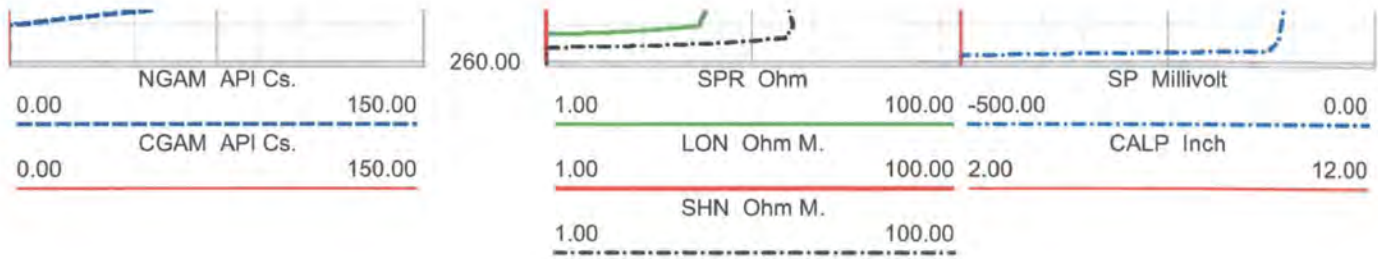 260.00
NGAM API Cs. SPR Ohm SP Millivolt
0.00 150.00 1.00 100.00 -500.00 0.00
CGAM API Cs. LON Ohm M. CALP Inch
0.00 150.00 1.00 100.00 2.00 12.00
SHN Ohm M.
1.00 100.00